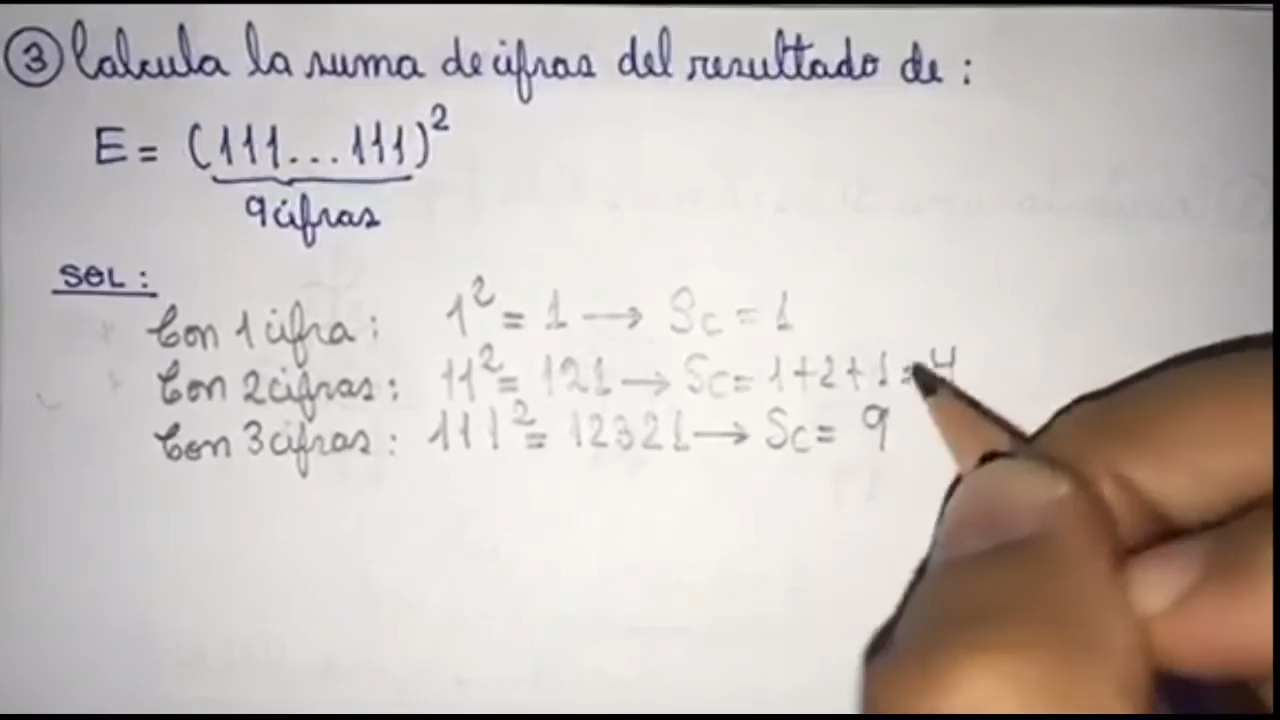 ③ Calcula la suma de cifras del resultado de :
E = (111...111)²
9 cifras
SOL :
Con 1 cifra : 1² = 1 → Sc = 1
Con 2 cifras : 11² = 121 → Sc = 1+2+1 = 4
Con 3 cifras : 111² = 12321 → Sc = 9